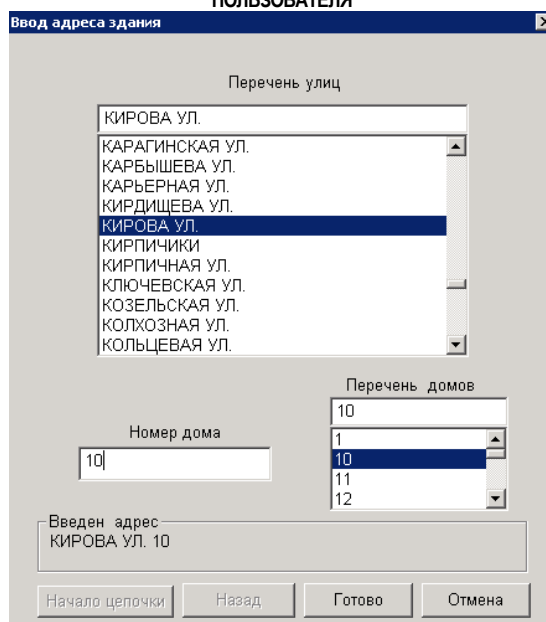 ПОЛЬЗОВАТЕЛЯ
Ввод адреса здания
Перечень улиц
КИРОВА УЛ.
КАРАГИНСКАЯ УЛ.
КАРБЫШЕВА УЛ.
КАРЬЕРНАЯ УЛ.
КИРДИЩЕВА УЛ.
КИРОВА УЛ.
КИРПИЧИКИ
КИРПИЧНАЯ УЛ.
КЛЮЧЕВСКАЯ УЛ.
КОЗЕЛЬСКАЯ УЛ.
КОЛХОЗНАЯ УЛ.
КОЛЬЦЕВАЯ УЛ.
Перечень домов
10
1
10
11
12
Номер дома
10
Введен адрес
КИРОВА УЛ. 10
Начало цепочки Назад Готово Отмена